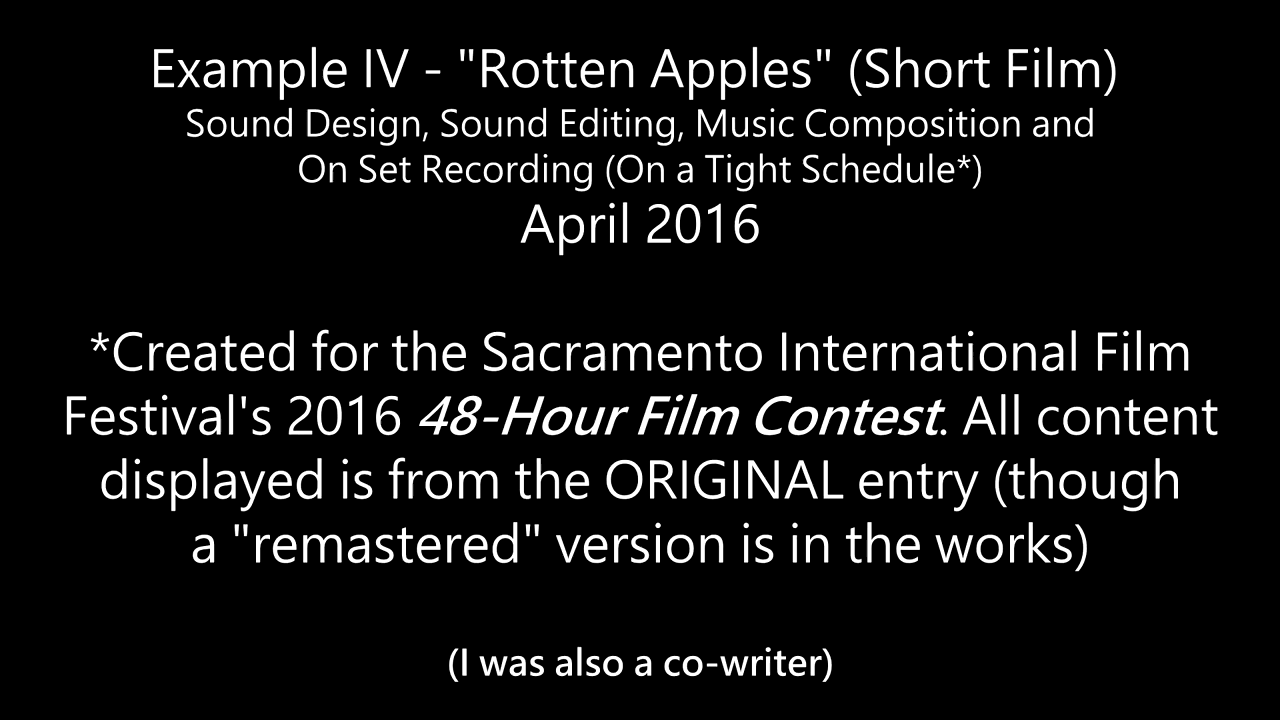 Example IV - "Rotten Apples" (Short Film)
Sound Design, Sound Editing, Music Composition and
On Set Recording (On a Tight Schedule*)
April 2016
*Created for the Sacramento International Film
Festival's 2016 48-Hour Film Contest. All content
displayed is from the ORIGINAL entry (though
a "remastered" version is in the works)
(I was also a co-writer)